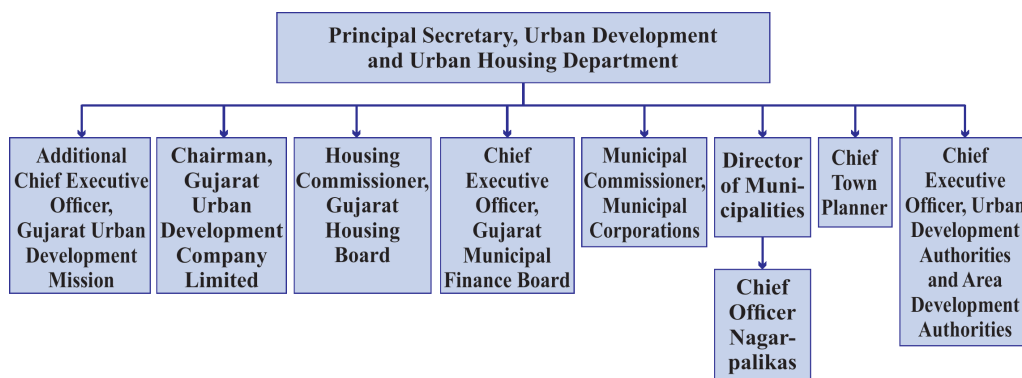 Principal Secretary, Urban Development
and Urban Housing Department
Additional
Chief Executive
Officer,
Gujarat Urban
Development
Mission
Chairman,
Gujarat
Urban
Development
Company
Limited
Housing
Commissioner,
Gujarat
Housing
Board
Chief
Executive
Officer,
Gujarat
Municipal
Finance Board
Municipal
Commissioner,
Municipal
Corporations
Director
of Muni-
cipalities
Chief
Officer
Nagar-
palikas
Chief
Town
Planner
Chief
Executive
Officer, Urban
Development
Authorities
and Area
Development
Authorities